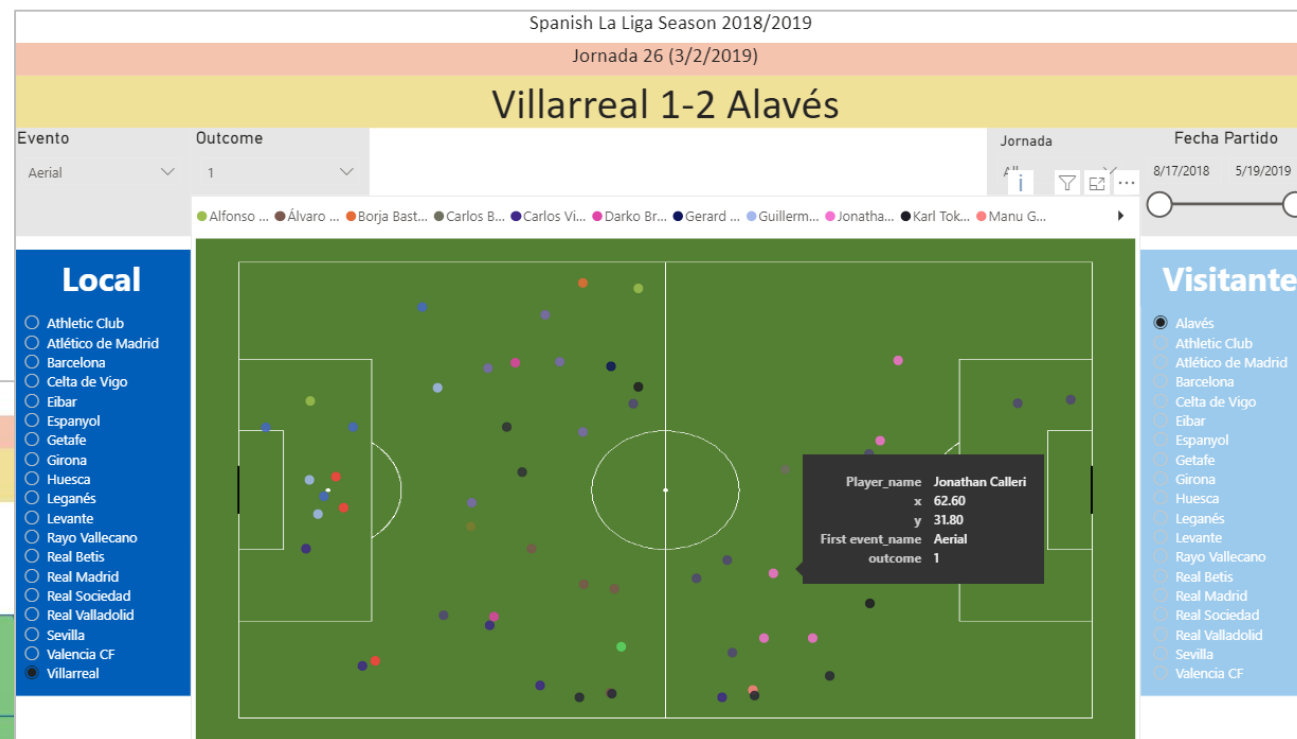 Spanish La Liga Season 2018/2019
Jornada 26 (3/2/2019)
Villarreal 1-2 Alavés
Evento
Aerial
Outcome
1
Jornada
Fecha Partido
8/17/2018 5/19/2019
Alfonso ... Álvaro ... Borja Bast... Carlos B... Carlos Vi... Darko Br... Gerard ... Guillerm... Jonatha... Karl Tok... Manu G...
Local
Athletic Club
Atlético de Madrid
Barcelona
Celta de Vigo
Eibar
Espanyol
Getafe
Girona
Huesca
Leganés
Levante
Rayo Vallecano
Real Betis
Real Madrid
Real Sociedad
Real Valladolid
Sevilla
Valencia CF
Villarreal
Player_name Jonathan Calleri
x 62.60
y 31.80
First event_name Aerial
outcome 1
Visitante
Alavés
Athletic Club
Atlético de Madrid
Barcelona
Celta de Vigo
Eibar
Espanyol
Getafe
Girona
Huesca
Leganés
Levante
Rayo Vallecano
Real Betis
Real Madrid
Real Sociedad
Real Valladolid
Sevilla
Valencia CF